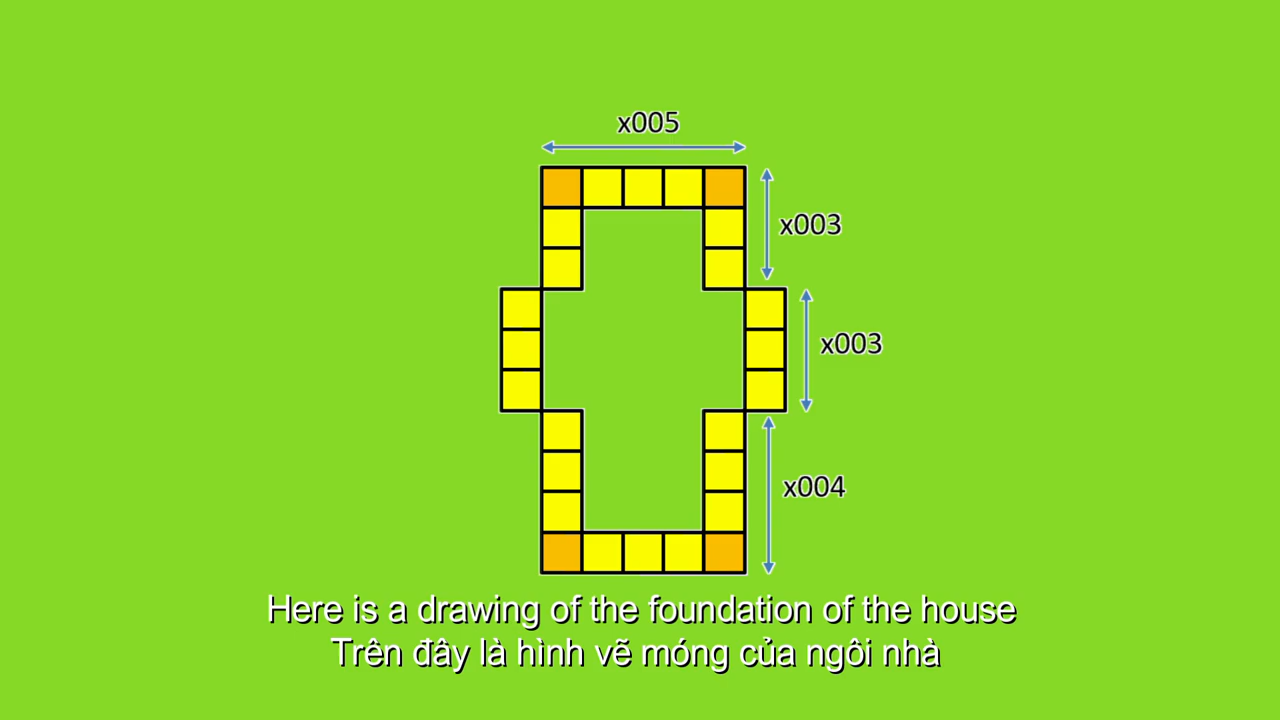 x005
x003
x003
x004
Here is a drawing of the foundation of the house
Trên đây là hình vẽ móng của ngôi nhà